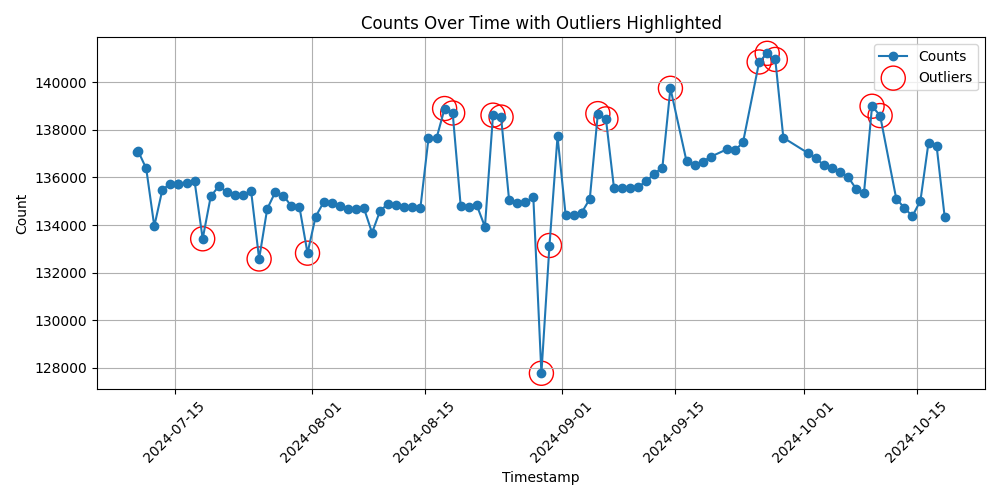 Counts Over Time with Outliers Highlighted
Counts
Outliers
Count
140000
138000
136000
134000
132000
130000
128000
2024-07-15
2024-08-01
2024-08-15
2024-09-01
2024-09-15
2024-10-01
2024-10-15
Timestamp